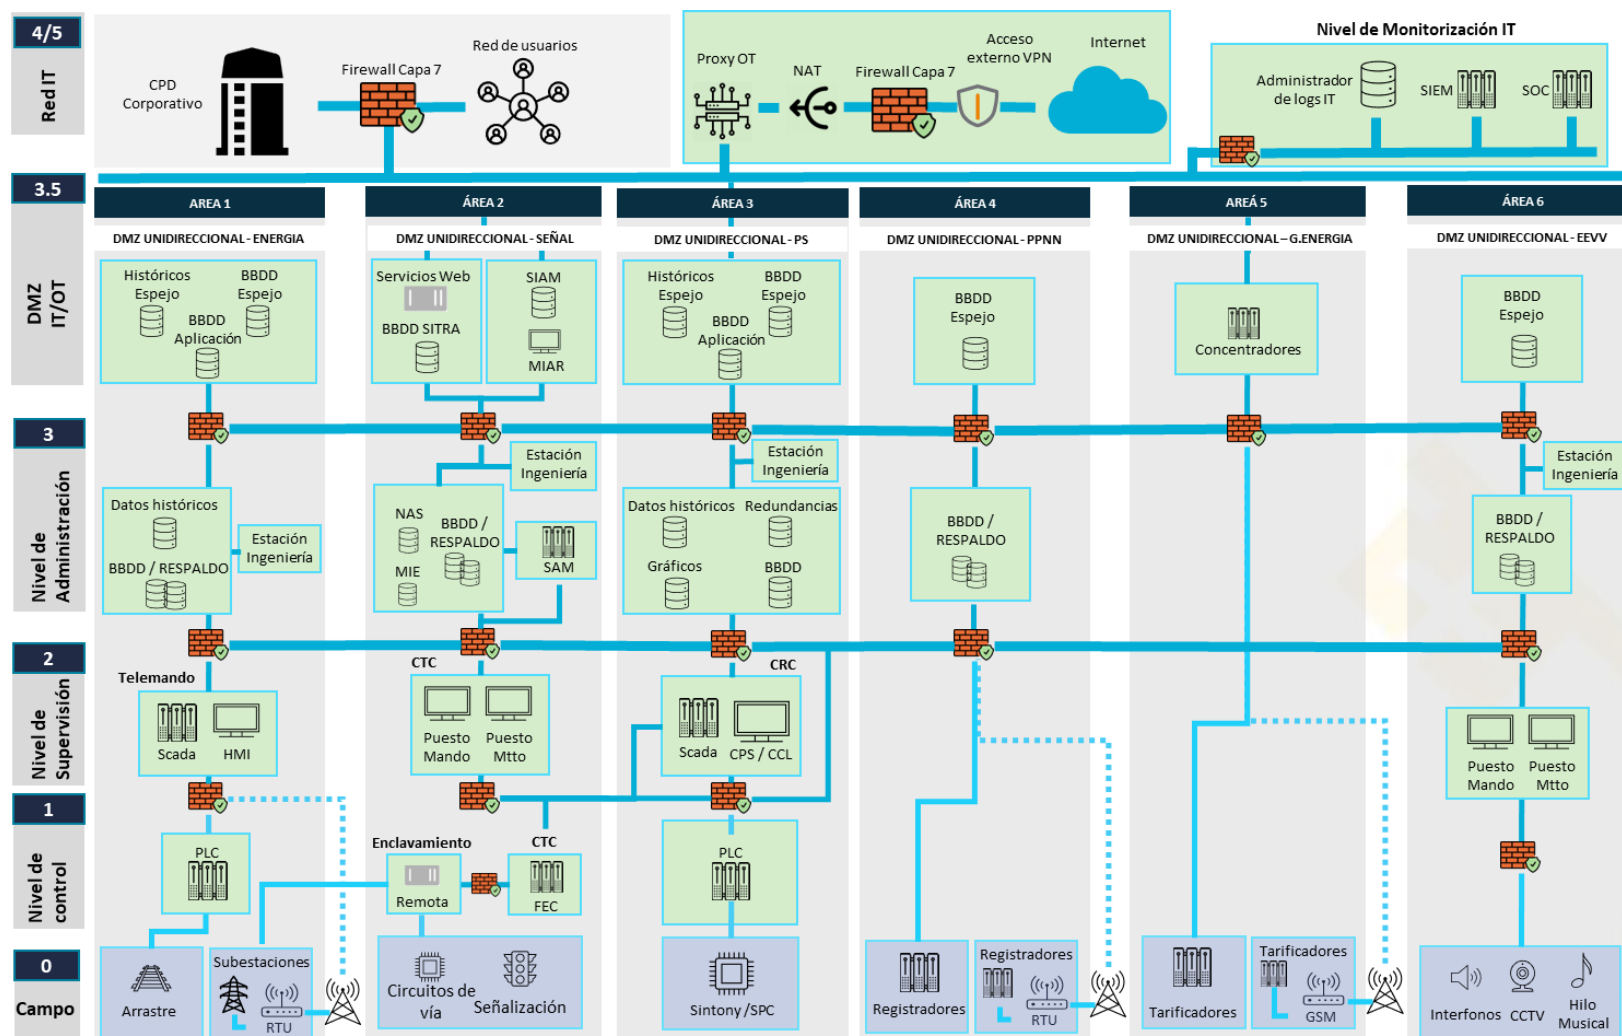 4/5
Red IT
CPD
Corporativo
Firewall Capa 7
Red de usuarios
Proxy OT
NAT
Firewall Capa 7
Acceso
externo VPN
Internet
Nivel de Monitorización IT
Administrador
de logs IT
SIEM
SOC
3.5
DMZ
IT/OT
AREA 1
ÁREA 2
ÁREA 3
ÁREA 4
AREÁ 5
ÁREA 6
DMZ UNIDIRECCIONAL - ENERGIA
DMZ UNIDIRECCIONAL - SEÑAL
DMZ UNIDIRECCIONAL - PS
DMZ UNIDIRECCIONAL - PPNN
DMZ UNIDIRECCIONAL – G.ENERGIA
DMZ UNIDIRECCIONAL - EEVV
Históricos
Espejo
BBDD
Espejo
BBDD
Aplicación
Servicios Web
BBDD SITRA
SIAM
MIAR
Históricos
Espejo
BBDD
Espejo
BBDD
Aplicación
BBDD
Espejo
Concentradores
BBDD
Espejo
3
Nivel de
Administración
Datos históricos
BBDD / RESPALDO
Estación
Ingeniería
Estación
Ingeniería
NAS
MIE
BBDD /
RESPALDO
SAM
Estación
Ingeniería
Datos históricos
Redundancias
Gráficos
BBDD
BBDD /
RESPALDO
Estación
Ingeniería
BBDD /
RESPALDO
2
Nivel de
Supervisión
Telemando
Scada
HMI
CTC
Puesto
Mando
Puesto
Mtto
CRC
Scada
CPS / CCL
Puesto
Mando
Puesto
Mtto
1
Nivel de
control
PLC
Enclavamiento
Remota
CTC
FEC
PLC
0
Campo
Arrastre
Subestaciones
RTU
Circuitos de
vía
Señalización
Sintony /SPC
Registradores
Registradores
RTU
Tarificadores
Tarificadores
GSM
Interfonos
CCTV
Hilo
Musical